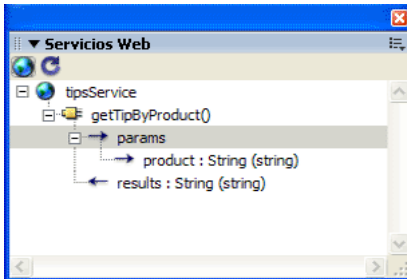 Servicios Web
tipsService
getTipByProduct()
params
product : String (string)
results : String (string)